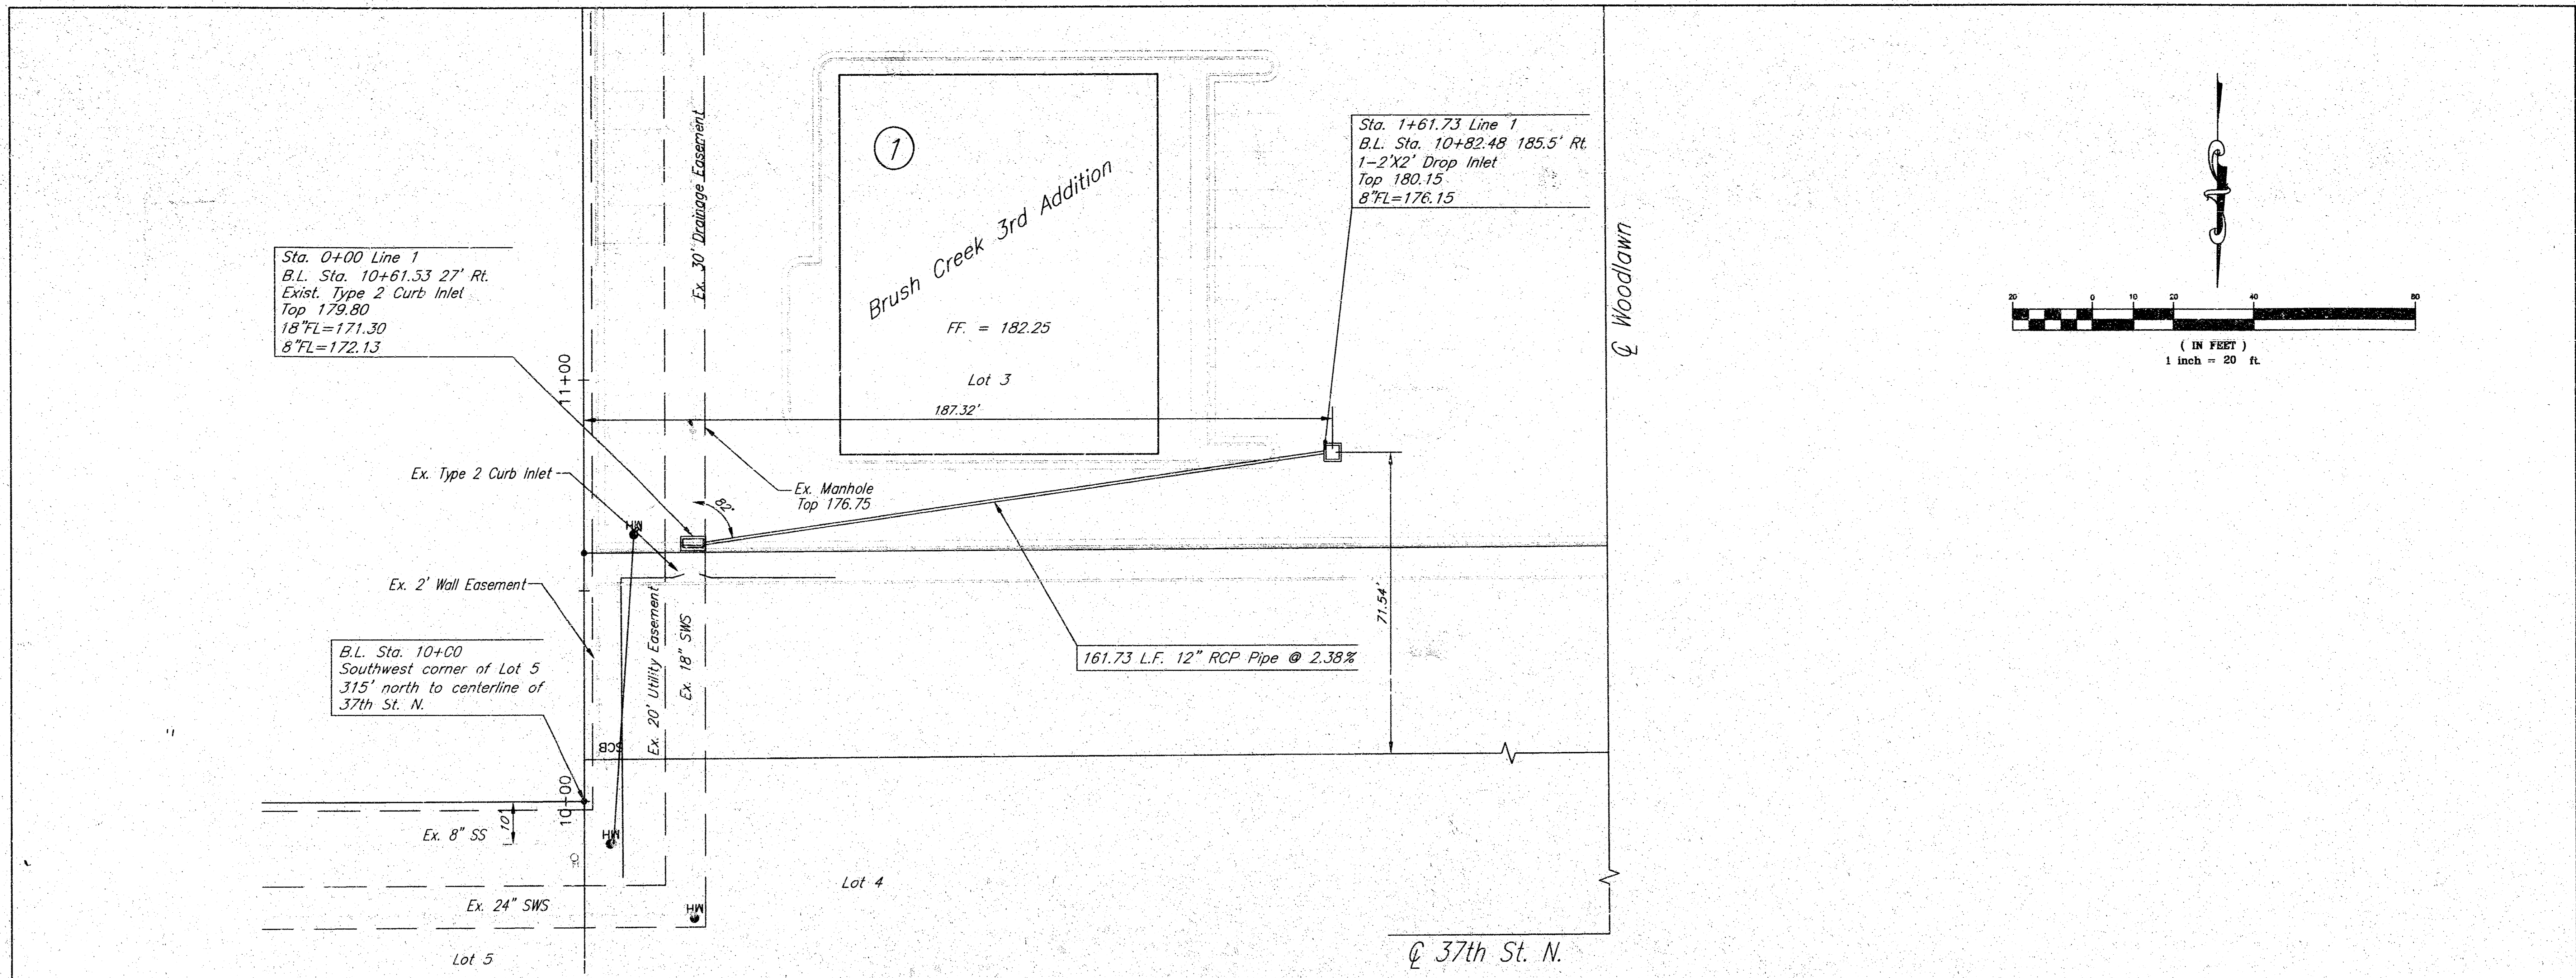 Sta. 0+00 Line 1
B.L. Sta. 10+61.53 27' Rt.
Exist. Type 2 Curb Inlet
Top 179.80
18"FL=171.30
8"FL=172.13
Ex. 30' Drainage Easement
1
Brush Creek 3rd Addition
FF. = 182.25
Lot 3
187.32'
Sta. 1+61.73 Line 1
B.L. Sta. 10+82.48 185.5' Rt.
1-2'X2' Drop Inlet
Top 180.15
8"FL=176.15
℄ Woodlawn
20 0 10 20 40 80
( IN FEET )
1 inch = 20 ft.
11+00
Ex. Type 2 Curb Inlet
Ex. Manhole
Top 176.75
82°
MH
Ex. 2' Wall Easement
Ex. 20' Utility Easement
Ex. 18" SWS
71.54'
161.73 L.F. 12" RCP Pipe @ 2.38%
B.L. Sta. 10+00
Southwest corner of Lot 5
315' north to centerline of
37th St. N.
SCB
10+00
Ex. 8" SS
10'
MH
Lot 4
Ex. 24" SWS
MH
Lot 5
℄ 37th St. N.